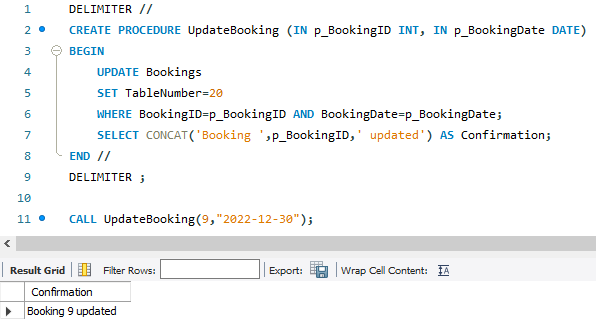 1 DELIMITER //
2 CREATE PROCEDURE UpdateBooking (IN p_BookingID INT, IN p_BookingDate DATE)
3 BEGIN
4 UPDATE Bookings
5 SET TableNumber=20
6 WHERE BookingID=p_BookingID AND BookingDate=p_BookingDate;
7 SELECT CONCAT('Booking ',p_BookingID,' updated') AS Confirmation;
8 END //
9 DELIMITER ;
10
11 CALL UpdateBooking(9,"2022-12-30");
Result Grid Filter Rows: Export: Wrap Cell Content: IA
Confirmation
Booking 9 updated